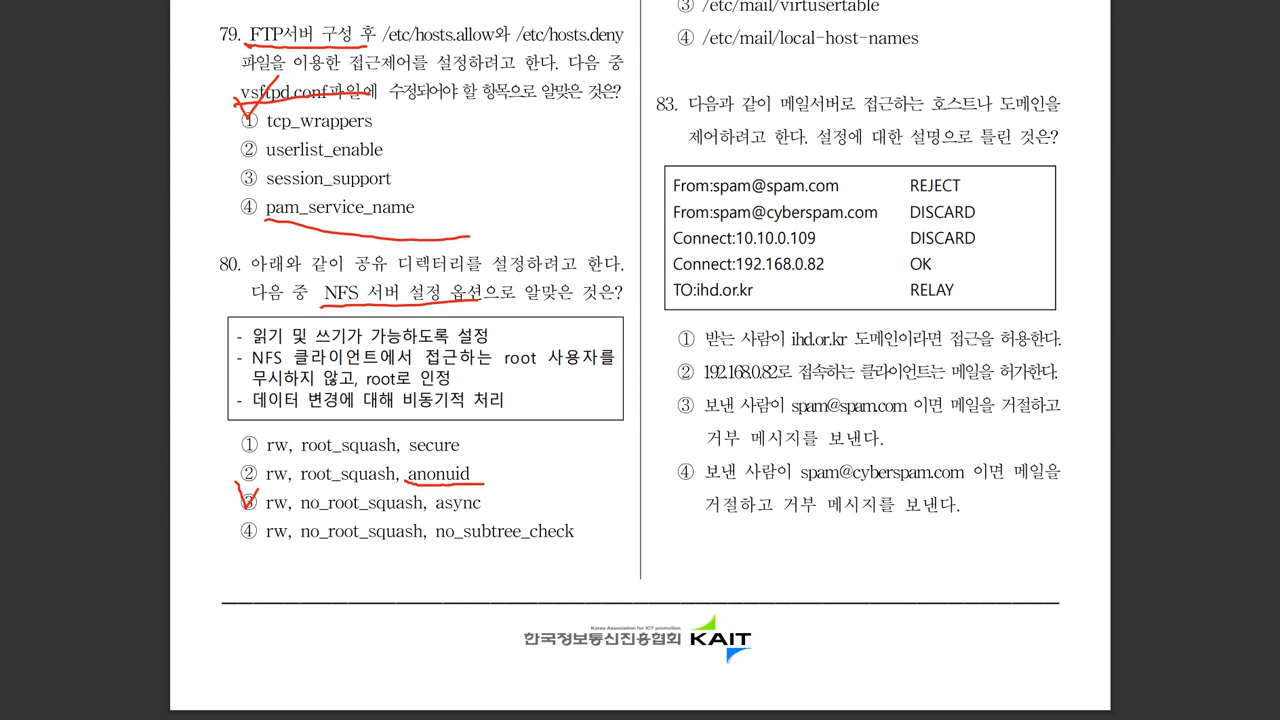 79. FTP서버 구성 후 /etc/hosts.allow와 /etc/hosts.deny
파일을 이용한 접근제어를 설정하려고 한다. 다음 중
vsftpd.conf파일에 수정되어야 할 항목으로 알맞은 것은?
① tcp_wrappers
② userlist_enable
③ session_support
④ pam_service_name
80. 아래와 같이 공유 디렉터리를 설정하려고 한다.
다음 중 NFS 서버 설정 옵션으로 알맞은 것은?
- 읽기 및 쓰기가 가능하도록 설정
- NFS 클라이언트에서 접근하는 root 사용자를
무시하지 않고, root로 인정
- 데이터 변경에 대해 비동기적 처리
① rw, root_squash, secure
② rw, root_squash, anonuid
③ rw, no_root_squash, async
④ rw, no_root_squash, no_subtree_check
③ /etc/mail/virtusertable
④ /etc/mail/local-host-names
83. 다음과 같이 메일서버로 접근하는 호스트나 도메인을
제어하려고 한다. 설정에 대한 설명으로 틀린 것은?
From:spam@spam.com REJECT
From:spam@cyberspam.com DISCARD
Connect:10.10.0.109 DISCARD
Connect:192.168.0.82 OK
TO:ihd.or.kr RELAY
① 받는 사람이 ihd.or.kr 도메인이라면 접근을 허용한다.
② 192.168.0.82로 접속하는 클라이언트는 메일을 허가한다.
③ 보낸 사람이 spam@spam.com 이면 메일을 거절하고
거부 메시지를 보낸다.
④ 보낸 사람이 spam@cyberspam.com 이면 메일을
거절하고 거부 메시지를 보낸다.
Korea Association for ICT promotion
한국정보통신진흥협회 KAIT